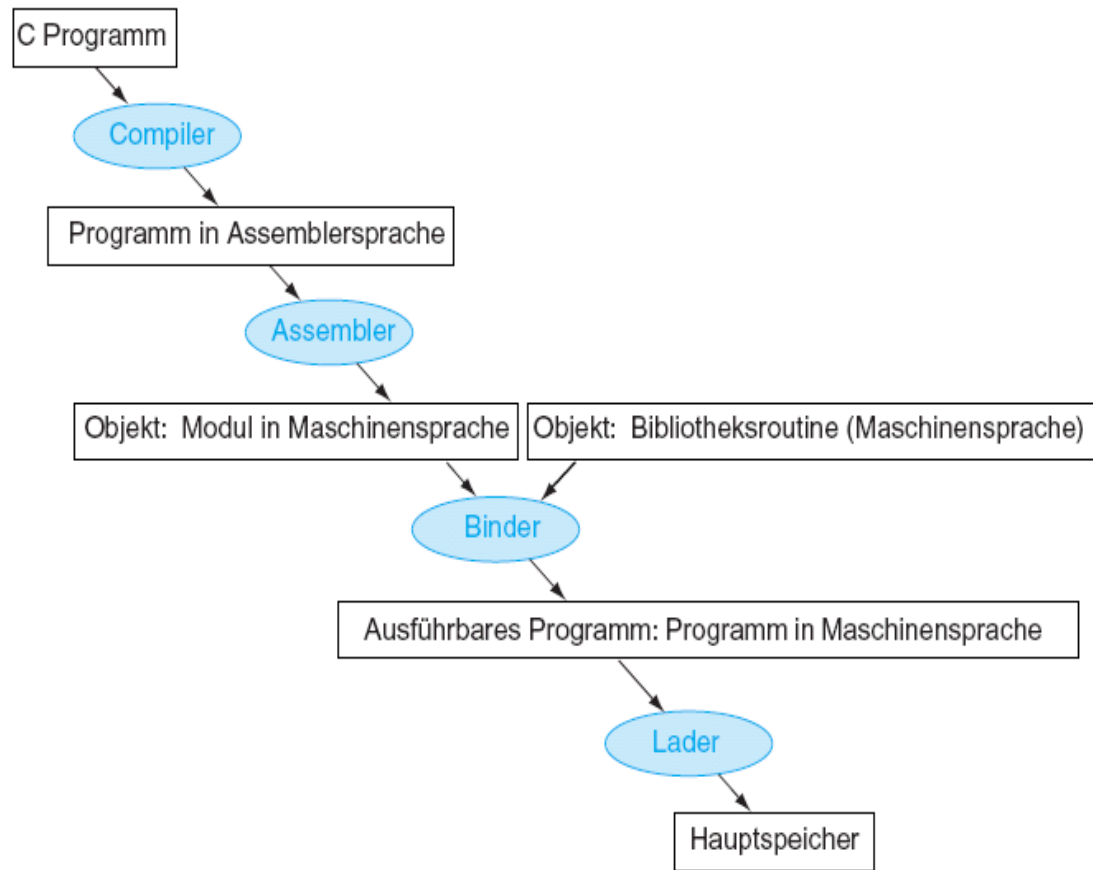 C Programm
Compiler
Programm in Assemblersprache
Assembler
Objekt: Modul in Maschinensprache
Objekt: Bibliotheksroutine (Maschinensprache)
Binder
Ausführbares Programm: Programm in Maschinensprache
Lader
Hauptspeicher